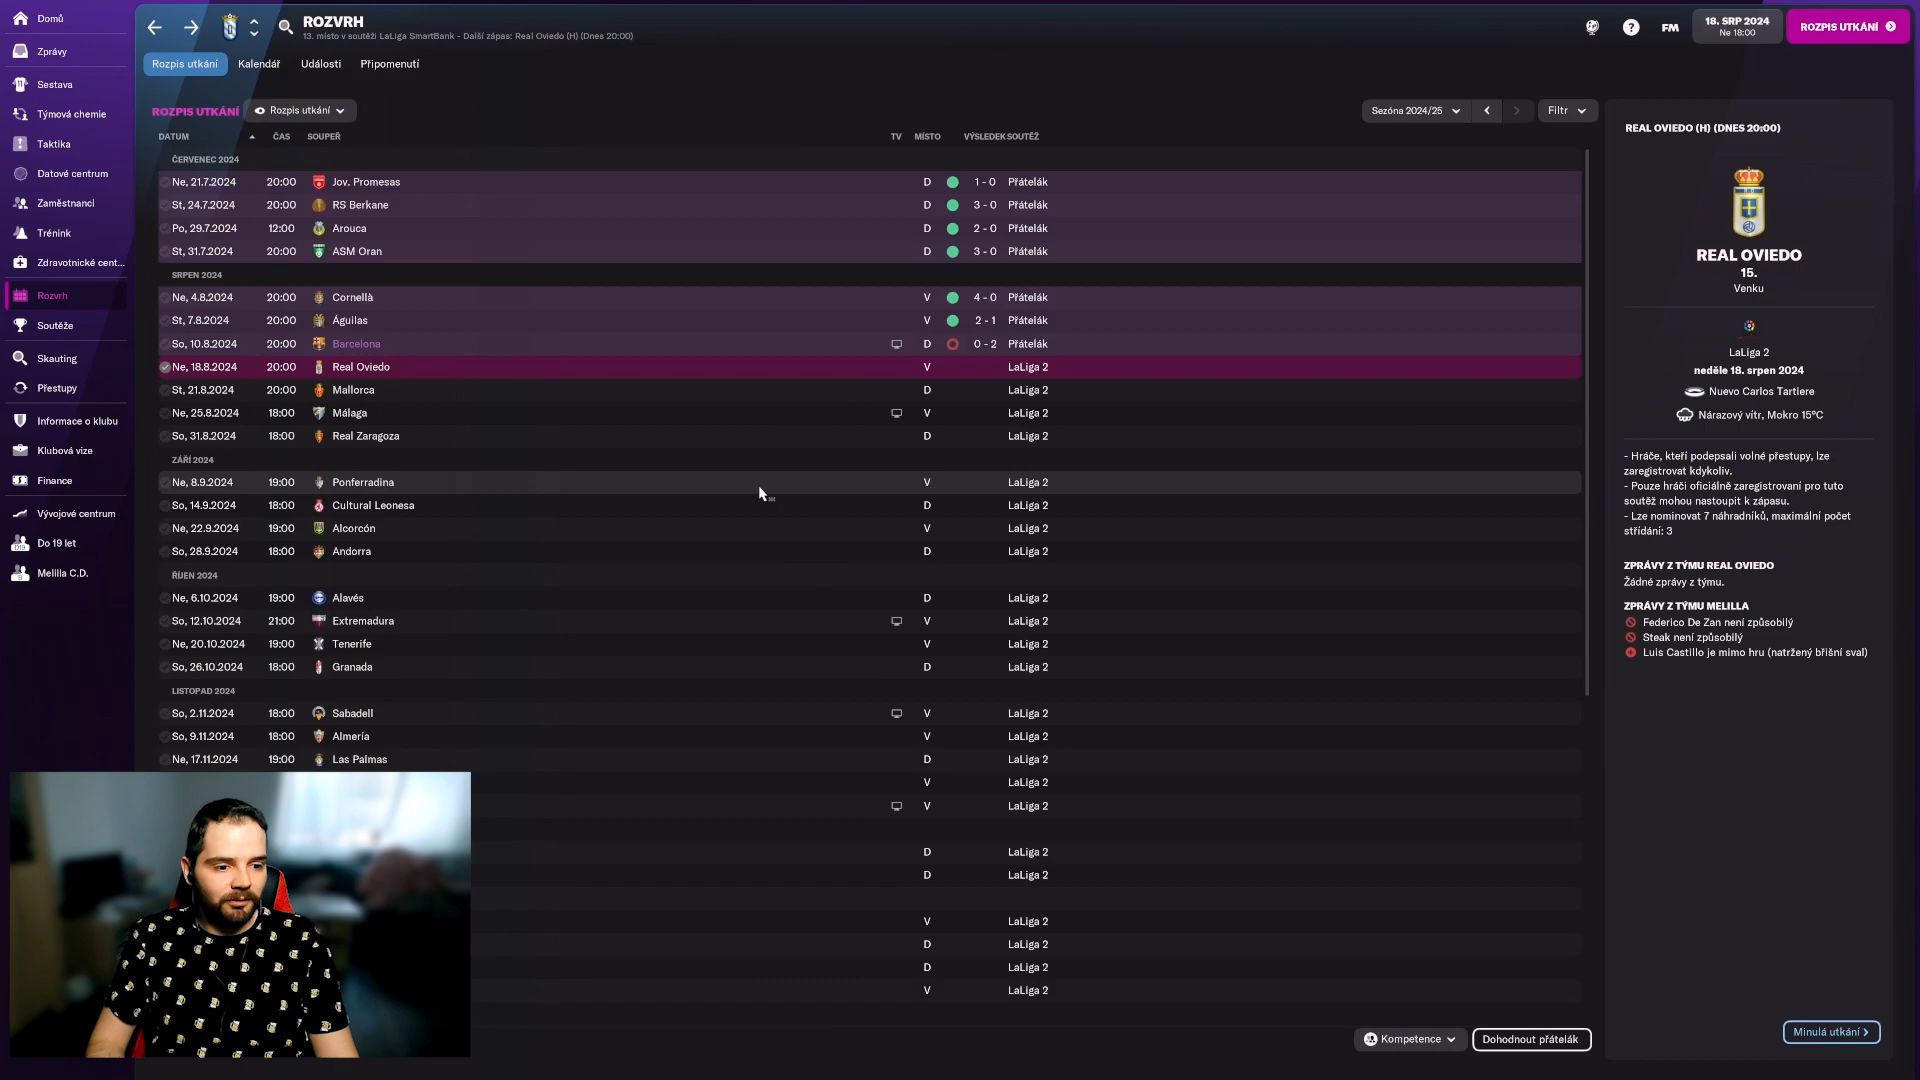 Domů
Zprávy
Sestava
Týmová chemie
Taktika
Datové centrum
Zaměstnanci
Trénink
Zdravotnické cent...
Rozvrh
Soutěže
Skauting
Přestupy
Informace o klubu
Klubová vize
Finance
Vývojové centrum
Do 19 let
Melilla C.D.
ROZVRH
13. místo v soutěži LaLiga SmartBank - Další zápas: Real Oviedo (H) (Dnes 20:00)
FM
18. SRP 2024
Ne 18:00
ROZPIS UTKÁNÍ
Rozpis utkání Kalendář Události Připomenutí
ROZPIS UTKÁNÍ Rozpis utkání Sezóna 2024/25 Filtr
DATUM ČAS SOUPEŘ TV MÍSTO VÝSLEDEK SOUTĚŽ
ČERVENEC 2024
Ne, 21.7.2024 20:00 Jov. Promesas D 1 - 0 Přátelák
St, 24.7.2024 20:00 RS Berkane D 3 - 0 Přátelák
Po, 29.7.2024 12:00 Arouca D 2 - 0 Přátelák
St, 31.7.2024 20:00 ASM Oran D 3 - 0 Přátelák
SRPEN 2024
Ne, 4.8.2024 20:00 Cornellà V 4 - 0 Přátelák
St, 7.8.2024 20:00 Águilas V 2 - 1 Přátelák
So, 10.8.2024 20:00 Barcelona D 0 - 2 Přátelák
Ne, 18.8.2024 20:00 Real Oviedo V LaLiga 2
St, 21.8.2024 20:00 Mallorca D LaLiga 2
Ne, 25.8.2024 18:00 Málaga V LaLiga 2
So, 31.8.2024 18:00 Real Zaragoza D LaLiga 2
ZÁŘÍ 2024
Ne, 8.9.2024 19:00 Ponferradina V LaLiga 2
So, 14.9.2024 18:00 Cultural Leonesa D LaLiga 2
Ne, 22.9.2024 19:00 Alcorcón V LaLiga 2
So, 28.9.2024 18:00 Andorra D LaLiga 2
ŘÍJEN 2024
Ne, 6.10.2024 19:00 Alavés D LaLiga 2
So, 12.10.2024 21:00 Extremadura V LaLiga 2
Ne, 20.10.2024 19:00 Tenerife V LaLiga 2
So, 26.10.2024 18:00 Granada D LaLiga 2
LISTOPAD 2024
So, 2.11.2024 18:00 Sabadell V LaLiga 2
So, 9.11.2024 18:00 Almería V LaLiga 2
Ne, 17.11.2024 19:00 Las Palmas D LaLiga 2
V LaLiga 2
V LaLiga 2
D LaLiga 2
D LaLiga 2
V LaLiga 2
D LaLiga 2
D LaLiga 2
V LaLiga 2
Kompetence Dohodnout přátelák
REAL OVIEDO (H) (DNES 20:00)
REAL OVIEDO
15.
Venku
LaLiga 2
neděle 18. srpen 2024
Nuevo Carlos Tartiere
Nárazový vítr, Mokro 15°C
- Hráče, kteří podepsali volné přestupy, lze
zaregistrovat kdykoliv.
- Pouze hráči oficiálně zaregistrovaní pro tuto
soutěž mohou nastoupit k zápasu.
- Lze nominovat 7 náhradníků, maximální počet
střídání: 3
ZPRÁVY Z TÝMU REAL OVIEDO
Žádné zprávy z týmu.
ZPRÁVY Z TÝMU MELILLA
Federico De Zan není způsobilý
Steak není způsobilý
Luis Castillo je mimo hru (natržený břišní sval)
Minulá utkání